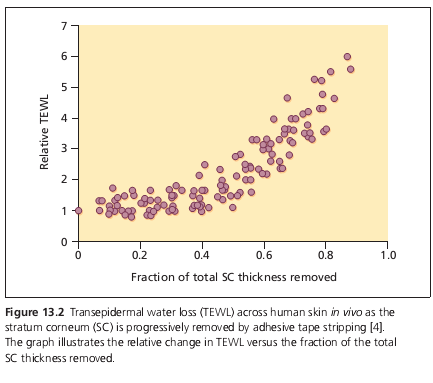 7
6
5
4
3
2
1
0
Relative TEWL
0 0.2 0.4 0.6 0.8 1.0
Fraction of total SC thickness removed
Figure 13.2 Transepidermal water loss (TEWL) across human skin in vivo as the
stratum corneum (SC) is progressively removed by adhesive tape stripping [4].
The graph illustrates the relative change in TEWL versus the fraction of the total
SC thickness removed.